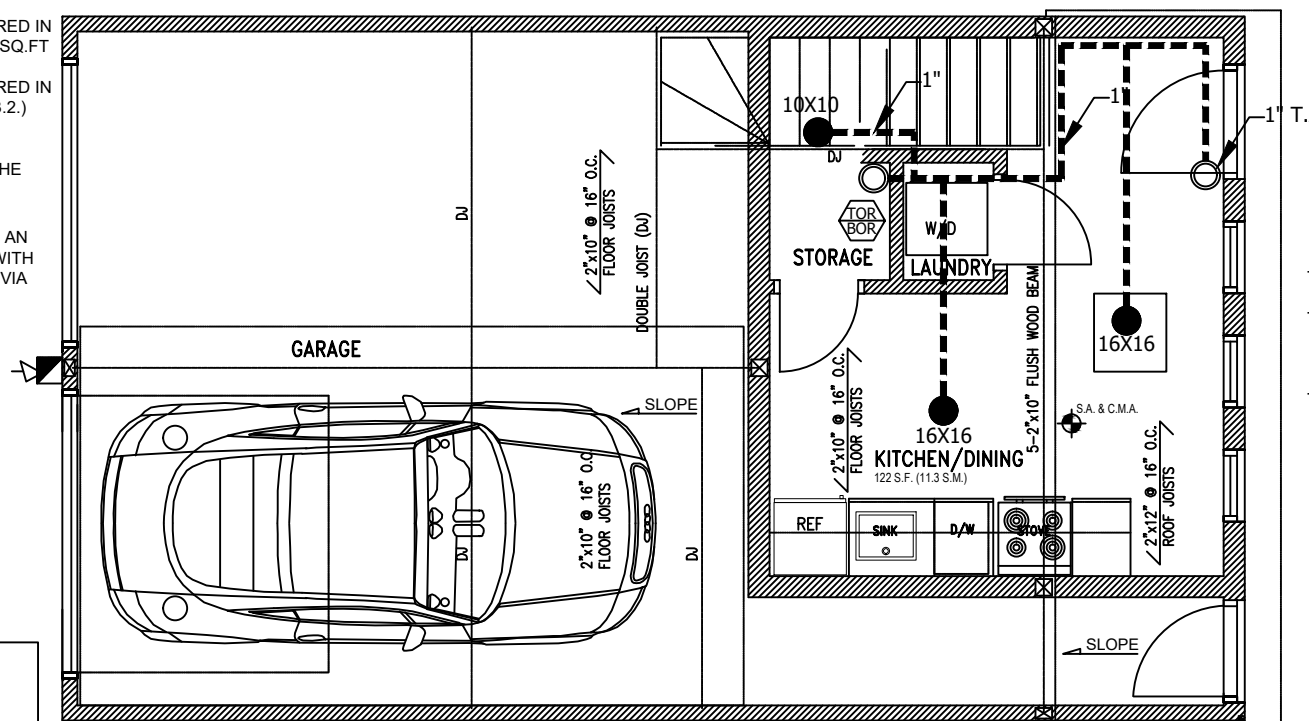 RED IN
SQ.FT
RED IN
3.2.)
HE
AN
WITH
VIA
10X10
1"
1"
1" T.
DJ
DJ
2"x10" @ 16" O.C.
FLOOR JOISTS
DOUBLE JOIST (DJ)
TOR
BOR
W/D
STORAGE
LAUNDRY
5-2"x10" FLUSH WOOD BEAM
16X16
GARAGE
SLOPE
2"x10" @ 16" O.C.
FLOOR JOISTS
16X16
S.A. & C.M.A.
KITCHEN/DINING
122 S.F. (11.3 S.M.)
2"x12" @ 16" O.C.
ROOF JOISTS
2"x10" @ 16" O.C.
FLOOR JOISTS
REF
SINK
D/W
STOVE
DJ
DJ
SLOPE